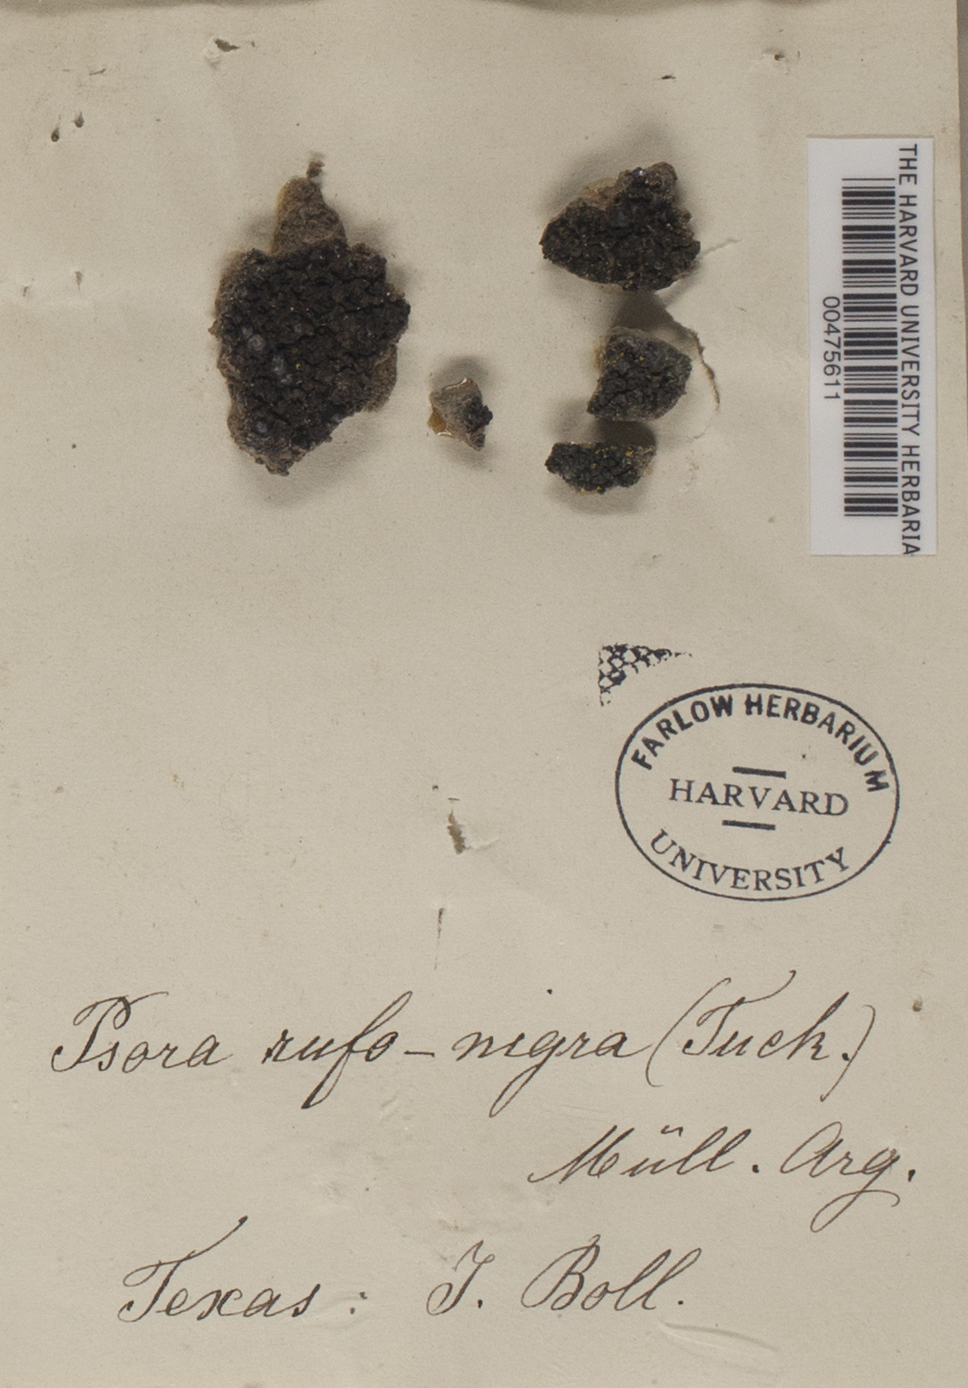 THE HARVARD UNIVERSITY HERBARIA
00475611
FARLOW HERBARIUM
HARVARD
UNIVERSITY
Psora rufo-nigra (Tuck.)
Müll. Arg.
Texas: J. Boll.